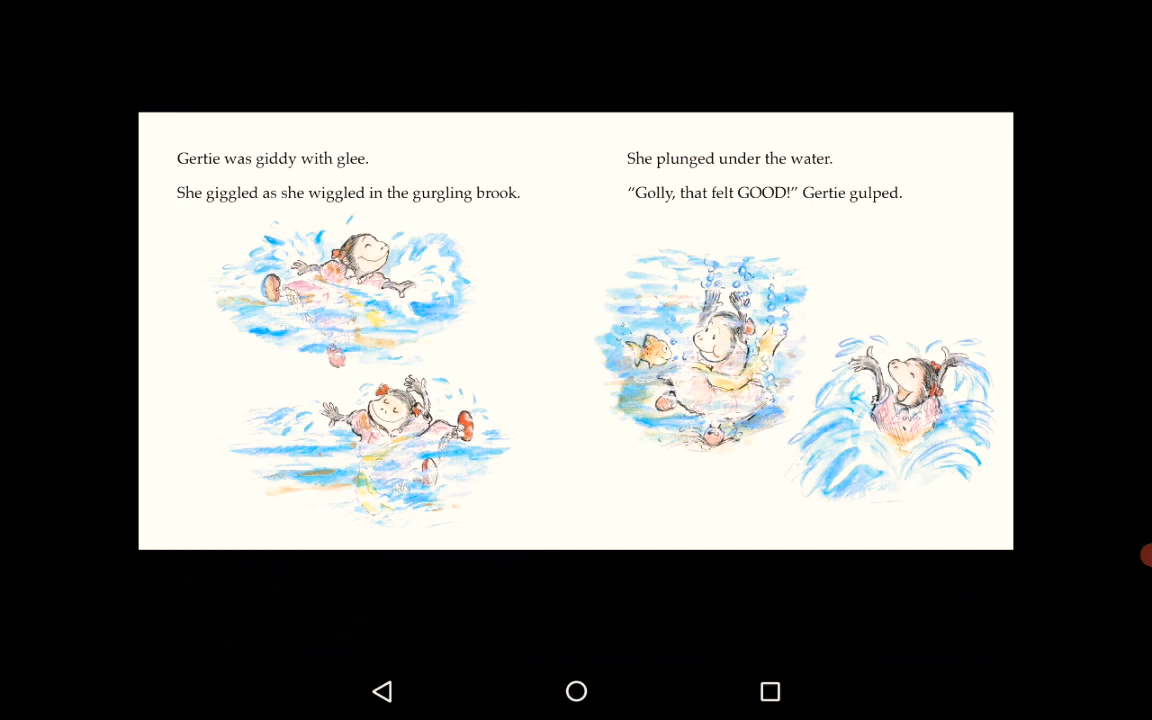 Gertie was giddy with glee.
She giggled as she wiggled in the gurgling brook.
She plunged under the water.
“Golly, that felt GOOD!” Gertie gulped.